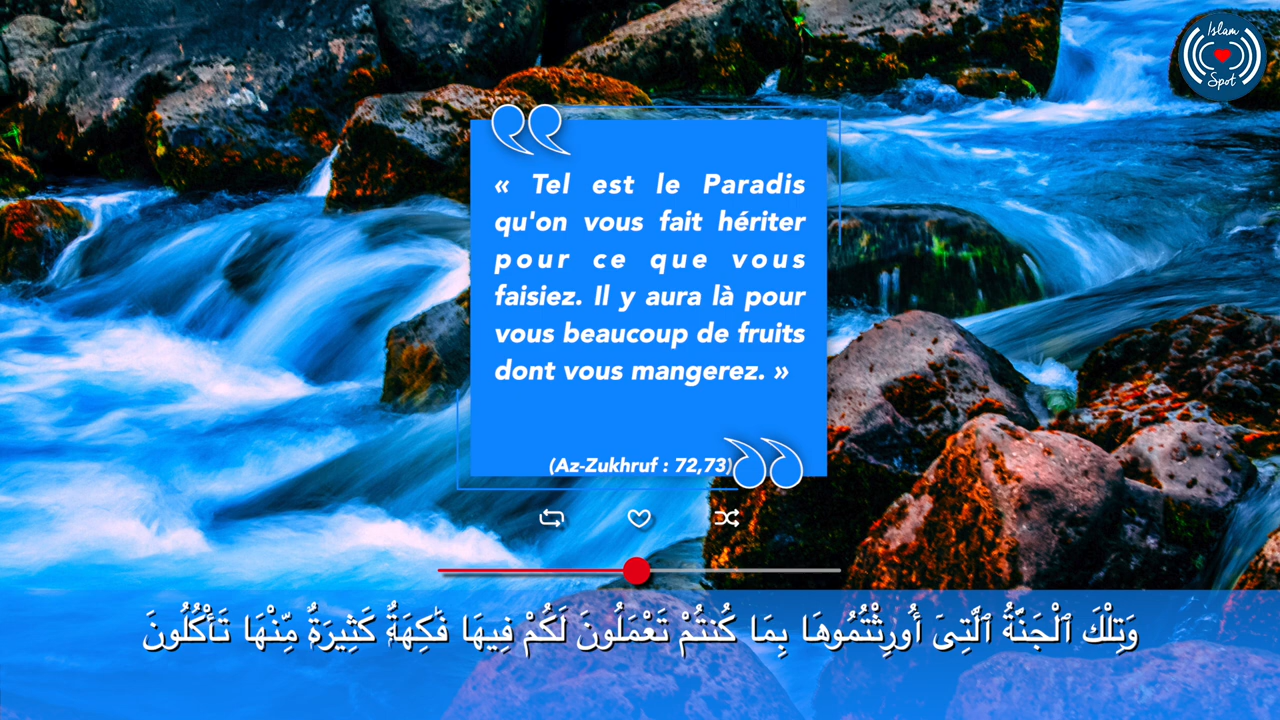 Islam
Spot
« Tel est le Paradis
qu'on vous fait hériter
pour ce que vous
faisiez. Il y aura là pour
vous beaucoup de fruits
dont vous mangerez. »
(Az-Zukhruf : 72,73)
وَتِلْكَ ٱلْجَنَّةُ ٱلَّتِىٓ أُورِثْتُمُوهَا بِمَا كُنتُمْ تَعْمَلُونَ لَكُمْ فِيهَا فَٰكِهَةٌ كَثِيرَةٌ مِّنْهَا تَأْكُلُونَ